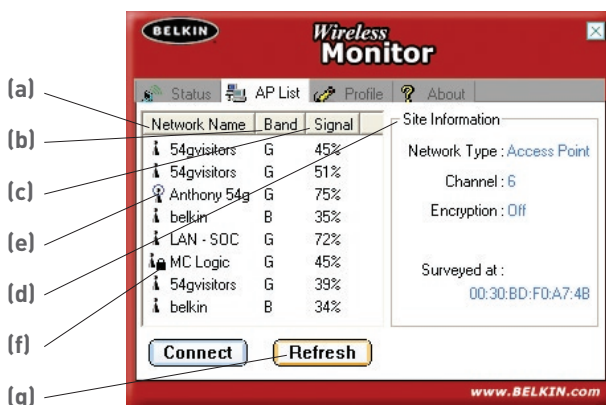 BELKIN
Wireless
Monitor
Status AP List Profile About
(a)
(b)
(c)
(e)
(d)
(f)
(g)
Network Name Band Signal
54gvisitors G 45%
54gvisitors G 51%
Anthony 54g G 75%
belkin B 35%
LAN - SOC G 72%
MC Logic G 45%
54gvisitors G 39%
belkin B 34%
Site Information
Network Type : Access Point
Channel : 6
Encryption : Off
Surveyed at :
00:30:BD:F0:A7:4B
Connect Refresh
www.BELKIN.com